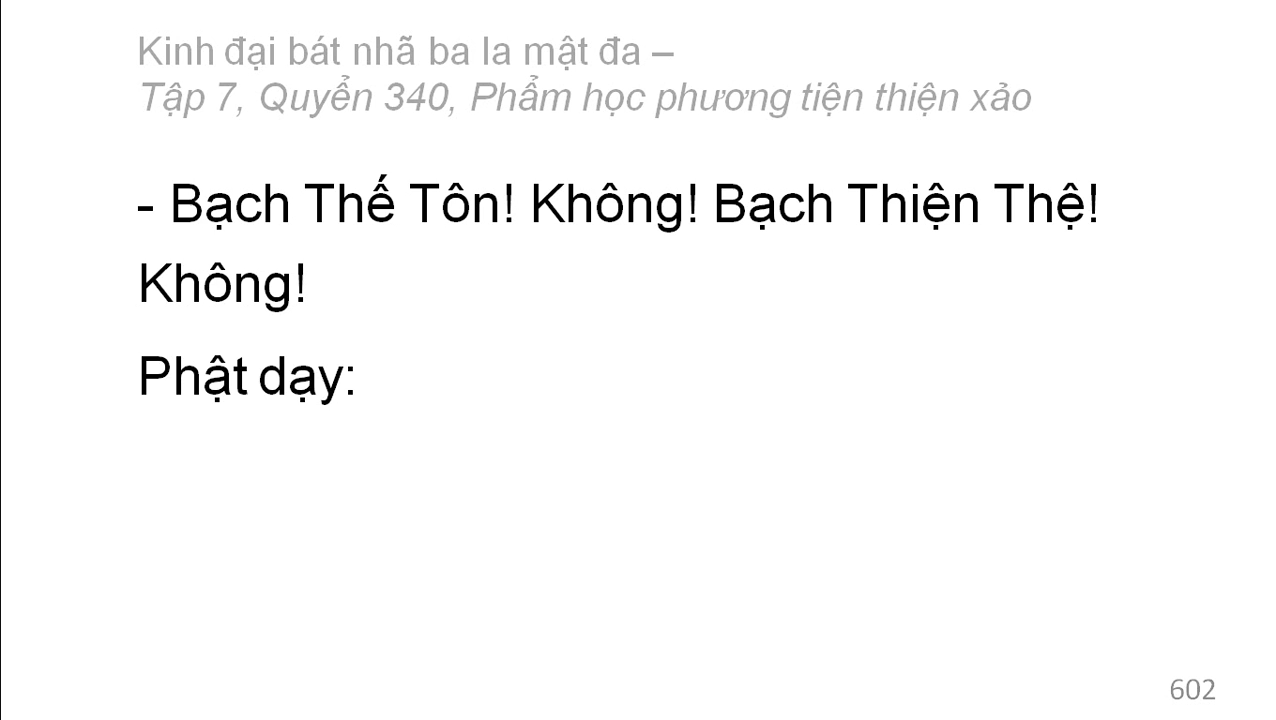 Kinh đại bát nhã ba la mật đa –
Tập 7, Quyển 340, Phẩm học phương tiện thiện xảo
- Bạch Thế Tôn! Không! Bạch Thiện Thệ!
Không!
Phật dạy:
602